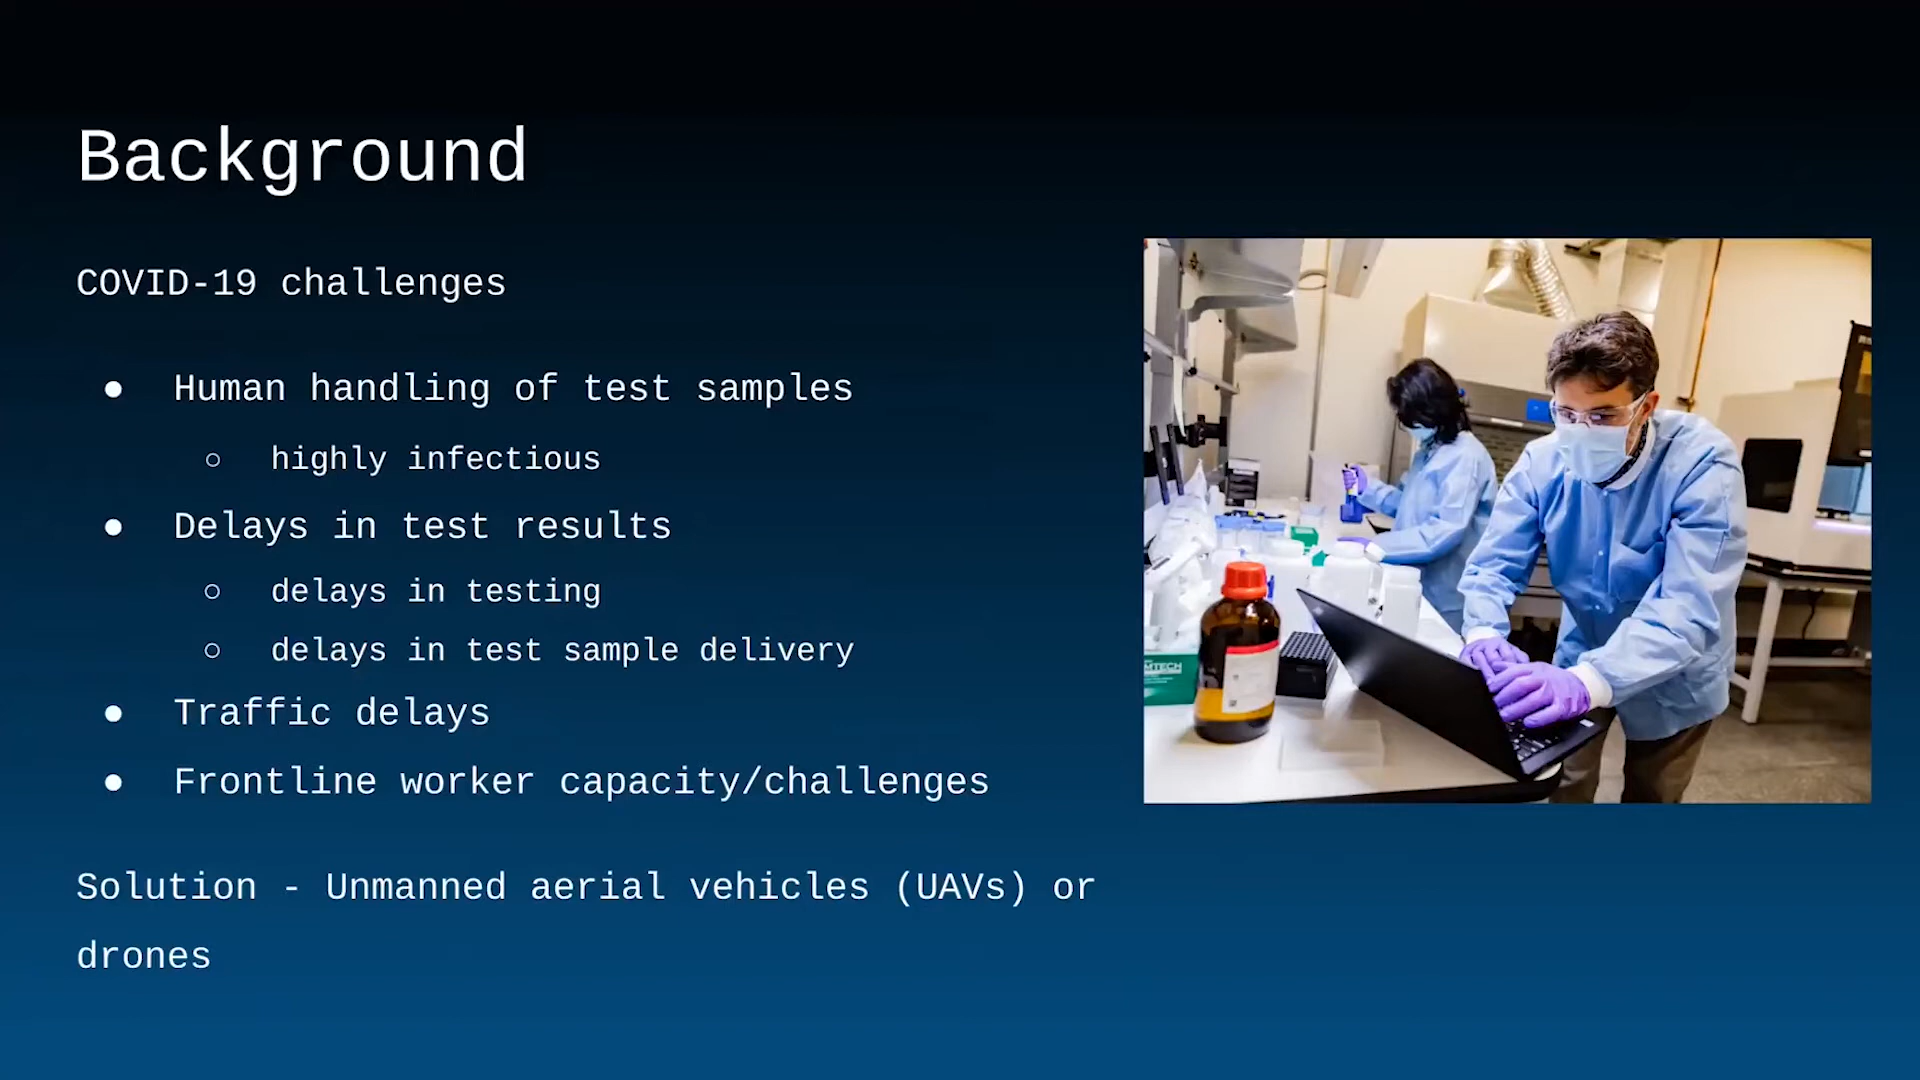 Background
COVID-19 challenges
● Human handling of test samples
○ highly infectious
● Delays in test results
○ delays in testing
○ delays in test sample delivery
● Traffic delays
● Frontline worker capacity/challenges
Solution - Unmanned aerial vehicles (UAVs) or
drones